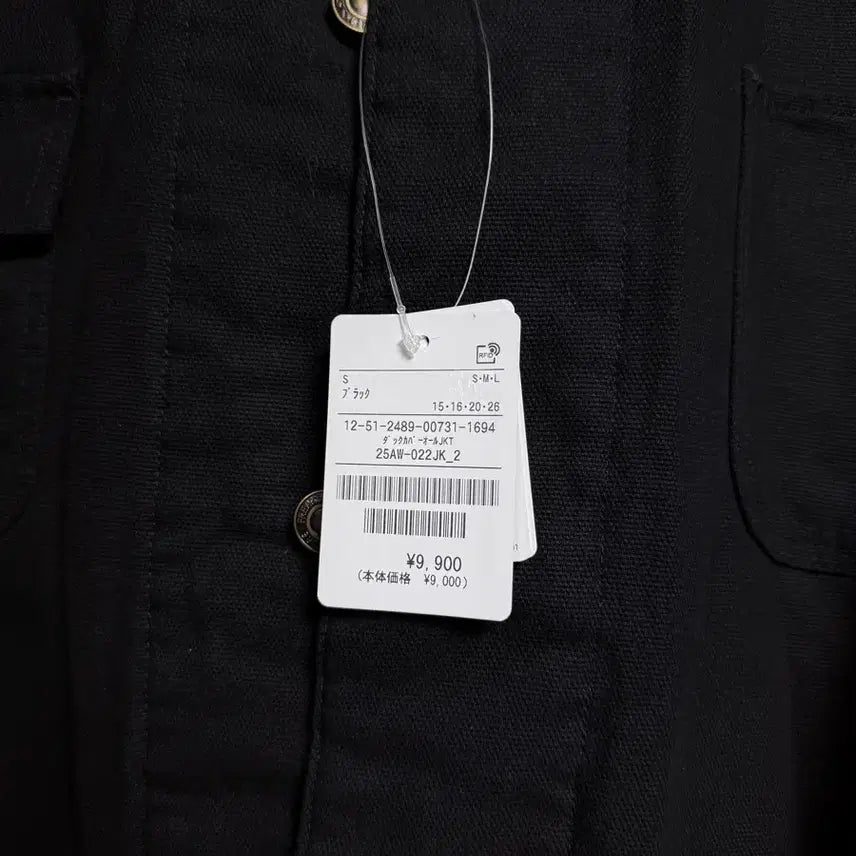 RFID
S S・M・L
ブラック
15・16・20・26
12-51-2489-00731-1694
ダックカバーオールJKT
25AW-022JK_2
¥9,900
(本体価格 ¥9,000)